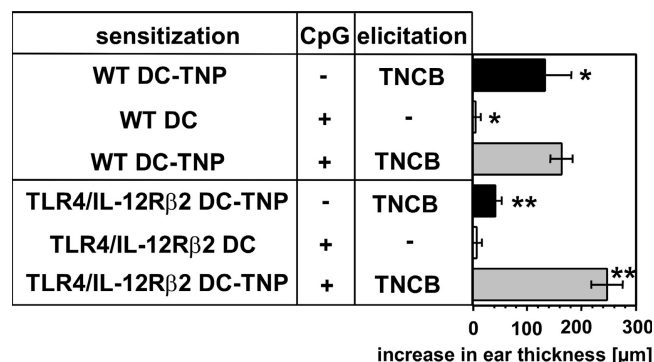 sensitization CpG elicitation
WT DC-TNP - TNCB *
WT DC + - *
WT DC-TNP + TNCB
TLR4/IL-12Rβ2 DC-TNP - TNCB **
TLR4/IL-12Rβ2 DC + -
TLR4/IL-12Rβ2 DC-TNP + TNCB **
0 100 200 300
increase in ear thickness [µm]